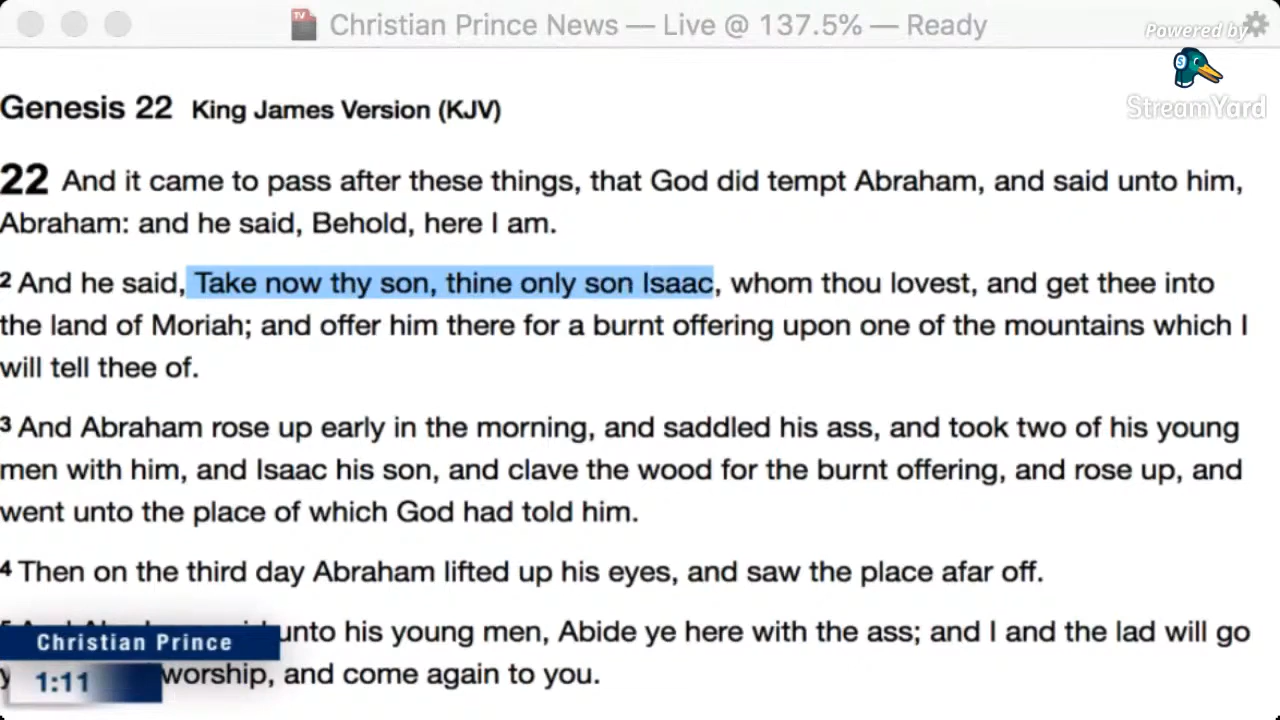 Christian Prince News — Live @ 137.5% — Ready
Powered by
StreamYard
Genesis 22 King James Version (KJV)
22 And it came to pass after these things, that God did tempt Abraham, and said unto him,
Abraham: and he said, Behold, here I am.
2 And he said, Take now thy son, thine only son Isaac, whom thou lovest, and get thee into
the land of Moriah; and offer him there for a burnt offering upon one of the mountains which I
will tell thee of.
3 And Abraham rose up early in the morning, and saddled his ass, and took two of his young
men with him, and Isaac his son, and clave the wood for the burnt offering, and rose up, and
went unto the place of which God had told him.
4 Then on the third day Abraham lifted up his eyes, and saw the place afar off.
unto his young men, Abide ye here with the ass; and I and the lad will go
worship, and come again to you.
Christian Prince
1:11